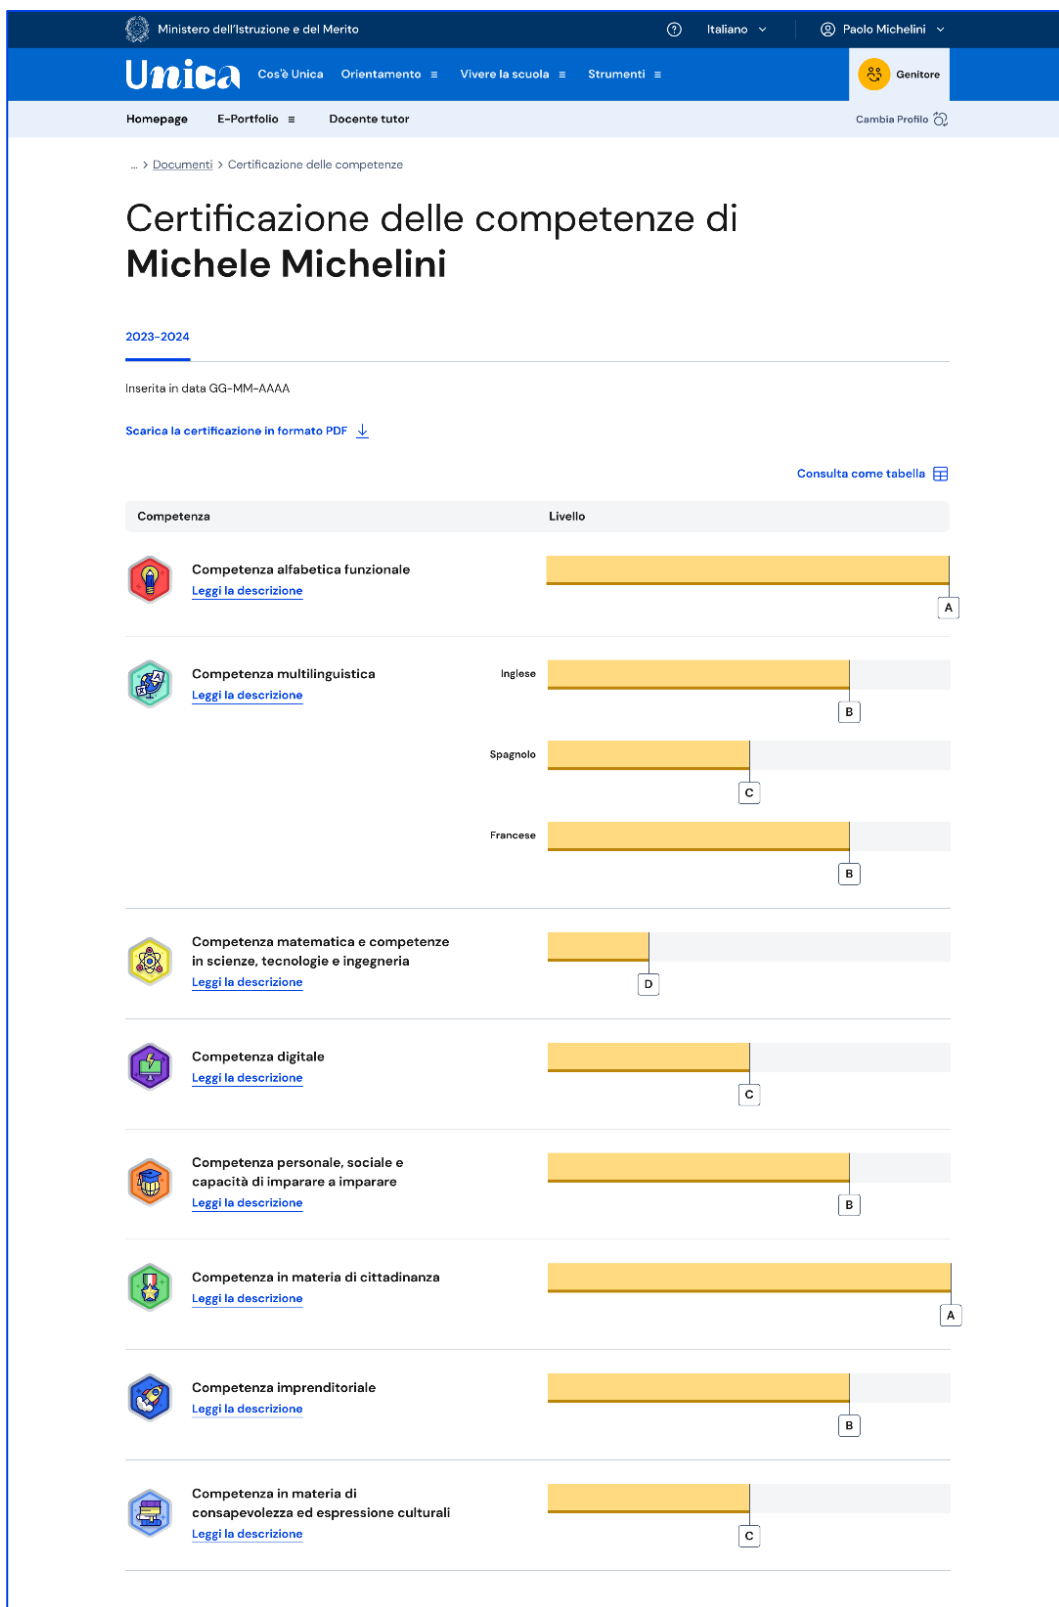 Ministero dell'Istruzione e del Merito
Italiano
Paolo Michelini
Unica
Cos'è Unica
Orientamento
Vivere la scuola
Strumenti
Genitore
Homepage
E-Portfolio
Docente tutor
Cambia Profilo
... > Documenti > Certificazione delle competenze
Certificazione delle competenze di
Michele Michelini
2023-2024
Inserita in data GG-MM-AAAA
Scarica la certificazione in formato PDF
Consulta come tabella
Competenza
Livello
Competenza alfabetica funzionale
Leggi la descrizione
A
Competenza multilinguistica
Leggi la descrizione
Inglese
B
Spagnolo
C
Francese
B
Competenza matematica e competenze
in scienze, tecnologie e ingegneria
Leggi la descrizione
D
Competenza digitale
Leggi la descrizione
C
Competenza personale, sociale e
capacità di imparare a imparare
Leggi la descrizione
B
Competenza in materia di cittadinanza
Leggi la descrizione
A
Competenza imprenditoriale
Leggi la descrizione
B
Competenza in materia di
consapevolezza ed espressione culturali
Leggi la descrizione
C